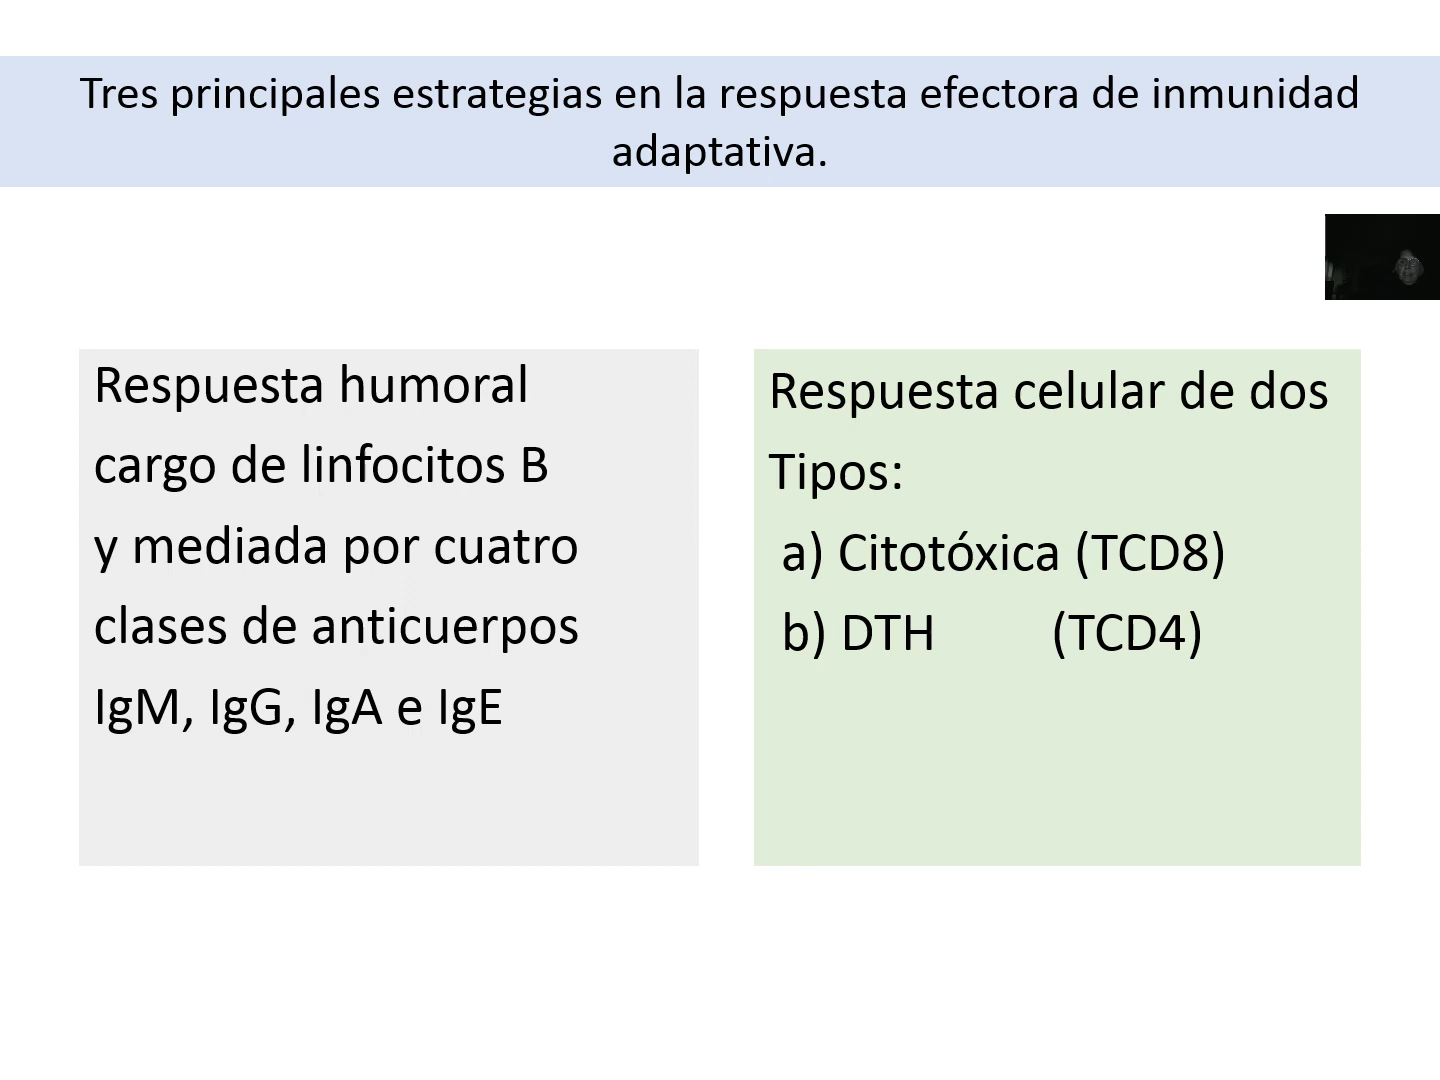 Tres principales estrategias en la respuesta efectora de inmunidad
adaptativa.
Respuesta humoral
cargo de linfocitos B
y mediada por cuatro
clases de anticuerpos
IgM, IgG, IgA e IgE
Respuesta celular de dos
Tipos:
a) Citotóxica (TCD8)
b) DTH (TCD4)